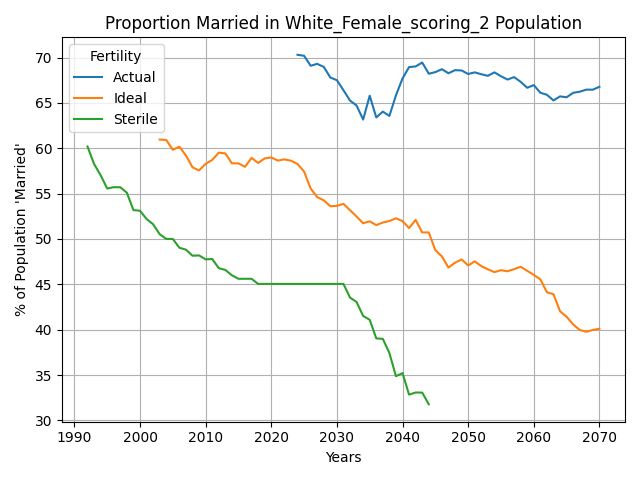 Proportion Married in White_Female_scoring_2 Population
% of Population 'Married'
70
65
60
55
50
45
40
35
30
Fertility
Actual
Ideal
Sterile
1990 2000 2010 2020 2030 2040 2050 2060 2070
Years